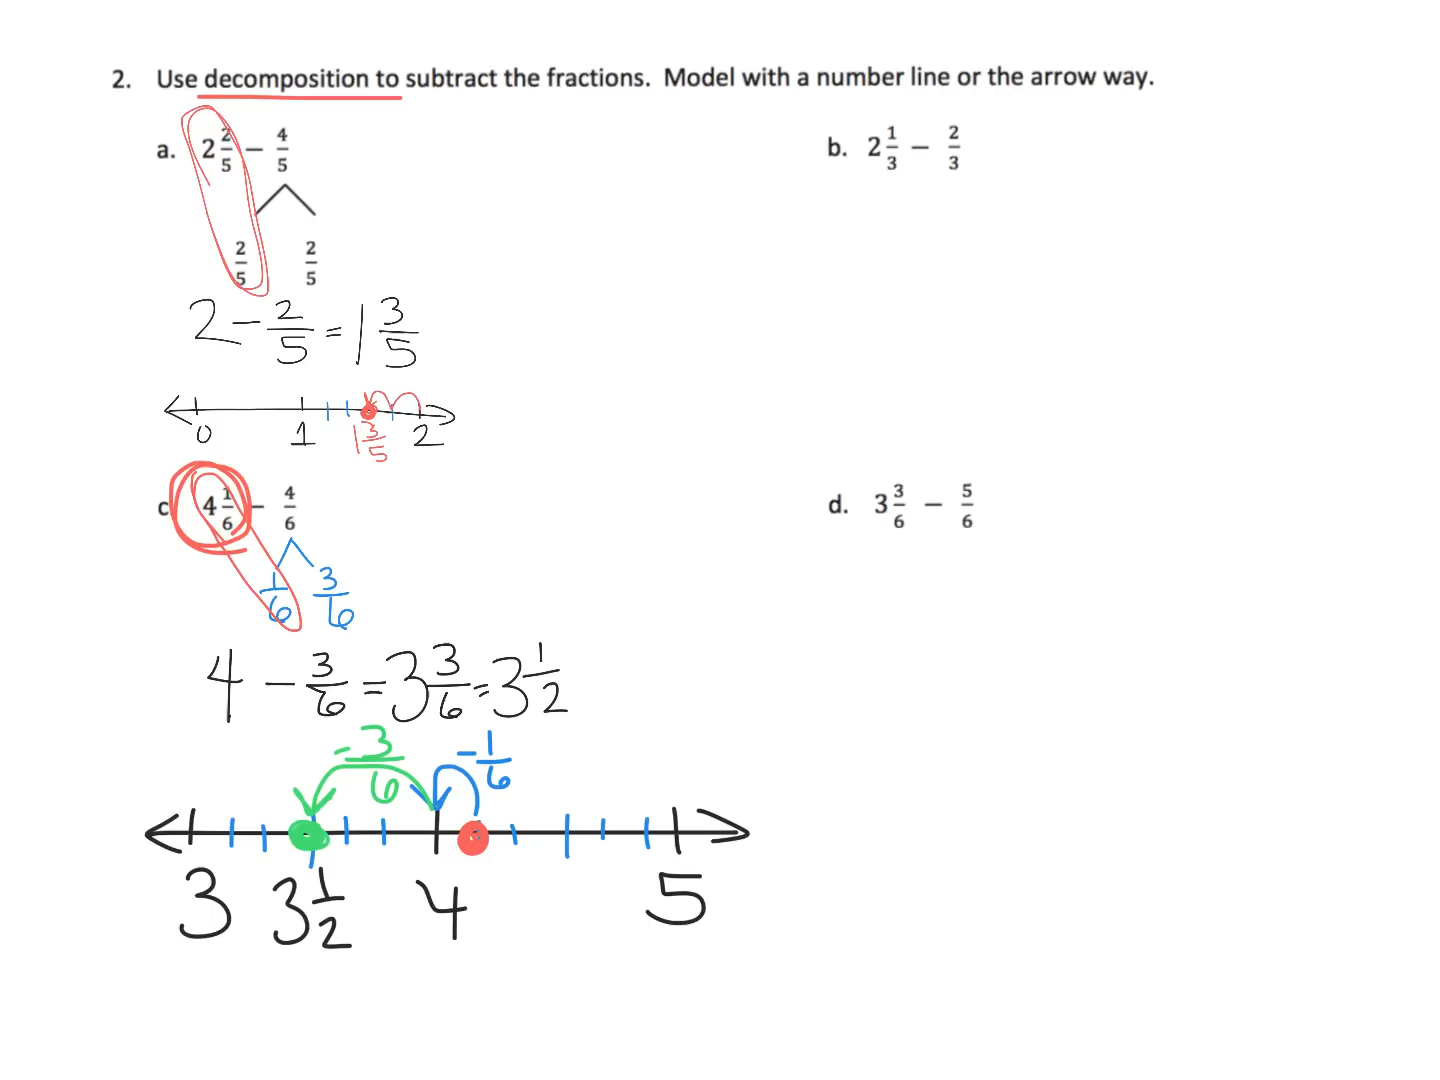 2. Use decomposition to subtract the fractions. Model with a number line or the arrow way.
a. 2 2/5 − 4/5
2/5 2/5
2 − 2/5 = 1 3/5
0 1 1 3/5 2
b. 2 1/3 − 2/3
c 4 1/6 − 4/6
1/6 3/6
4 − 3/6 = 3 3/6 = 3 1/2
-3/6 -1/6
3 3 1/2 4 5
d. 3 3/6 − 5/6